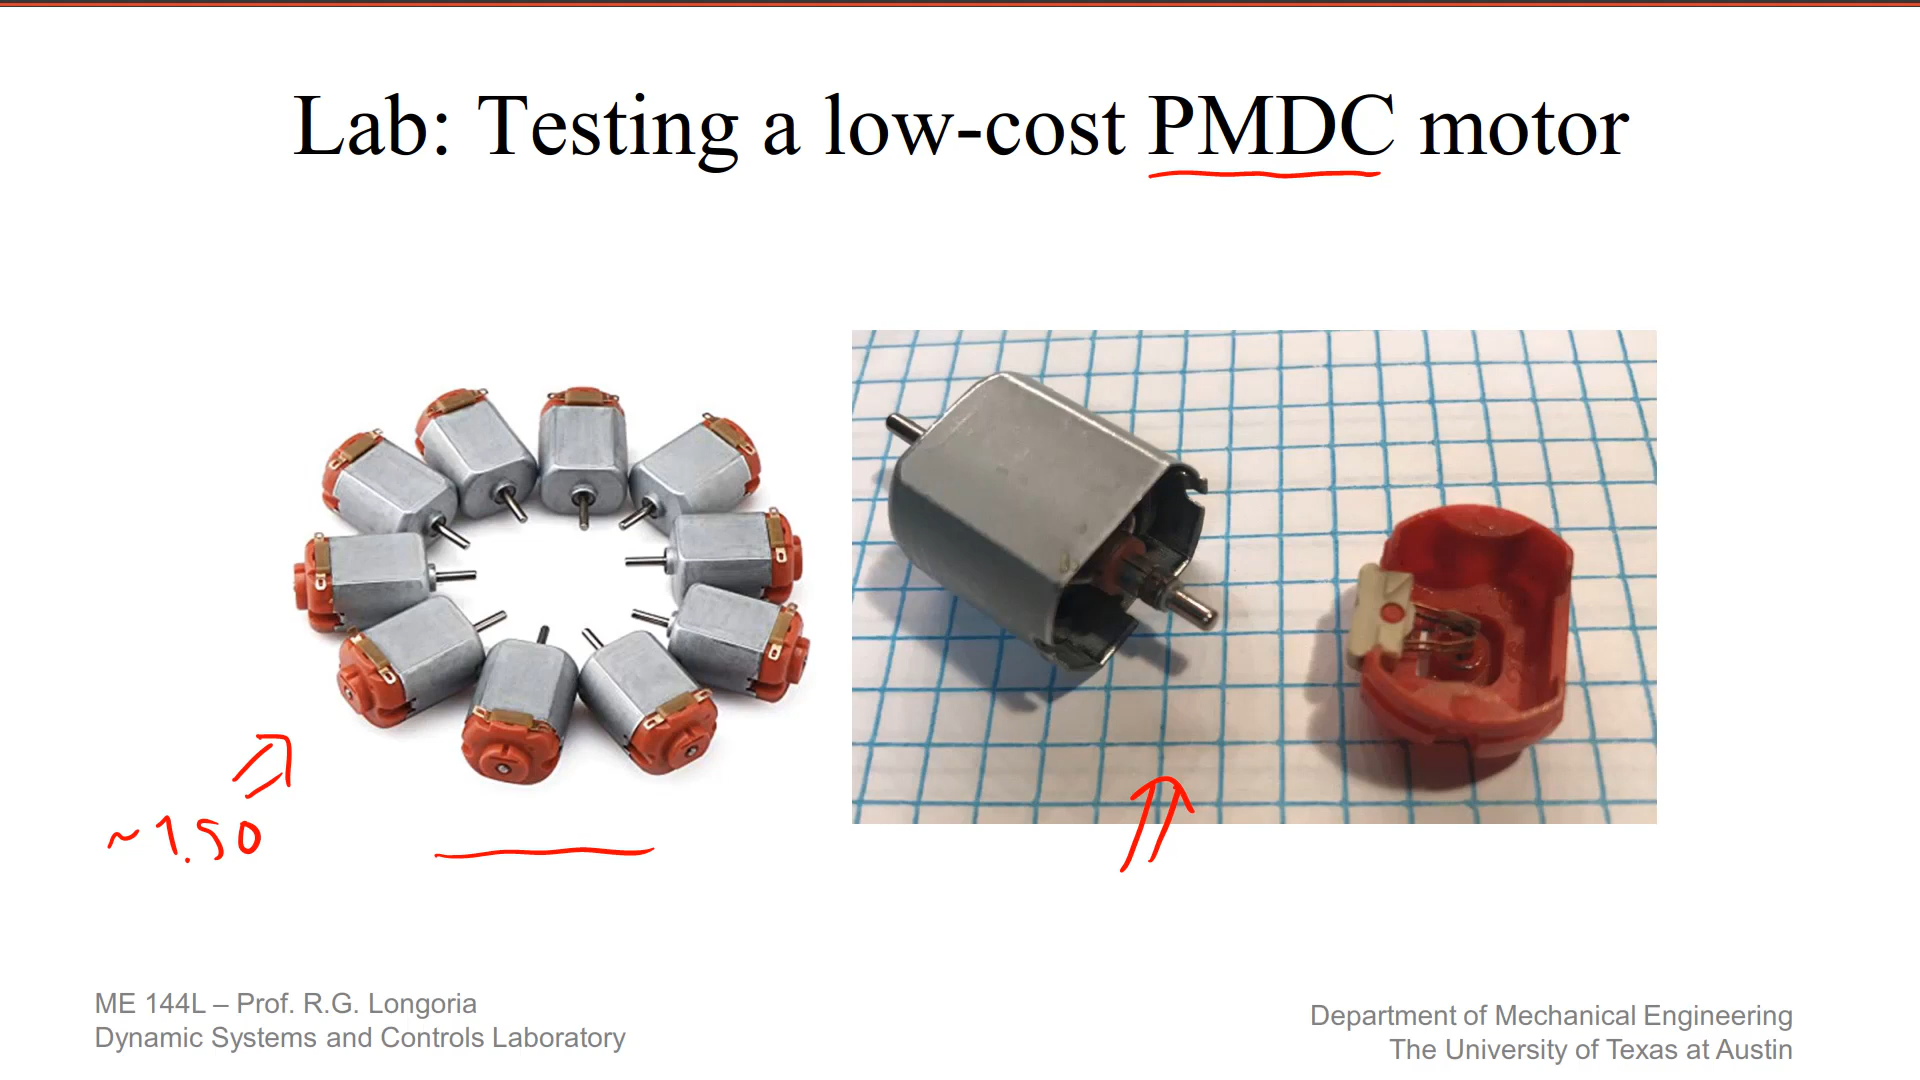 Lab: Testing a low-cost PMDC motor
~1.50
ME 144L – Prof. R.G. Longoria
Dynamic Systems and Controls Laboratory
Department of Mechanical Engineering
The University of Texas at Austin